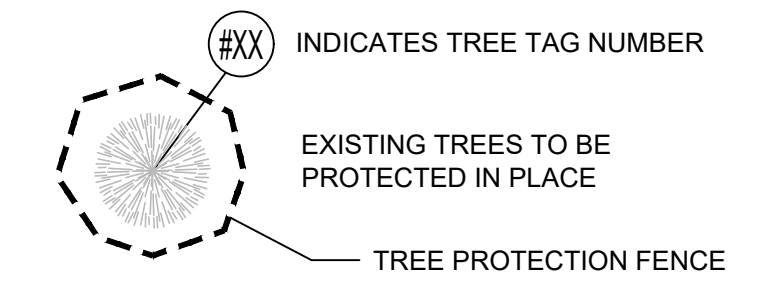 #XX INDICATES TREE TAG NUMBER
EXISTING TREES TO BE
PROTECTED IN PLACE
TREE PROTECTION FENCE